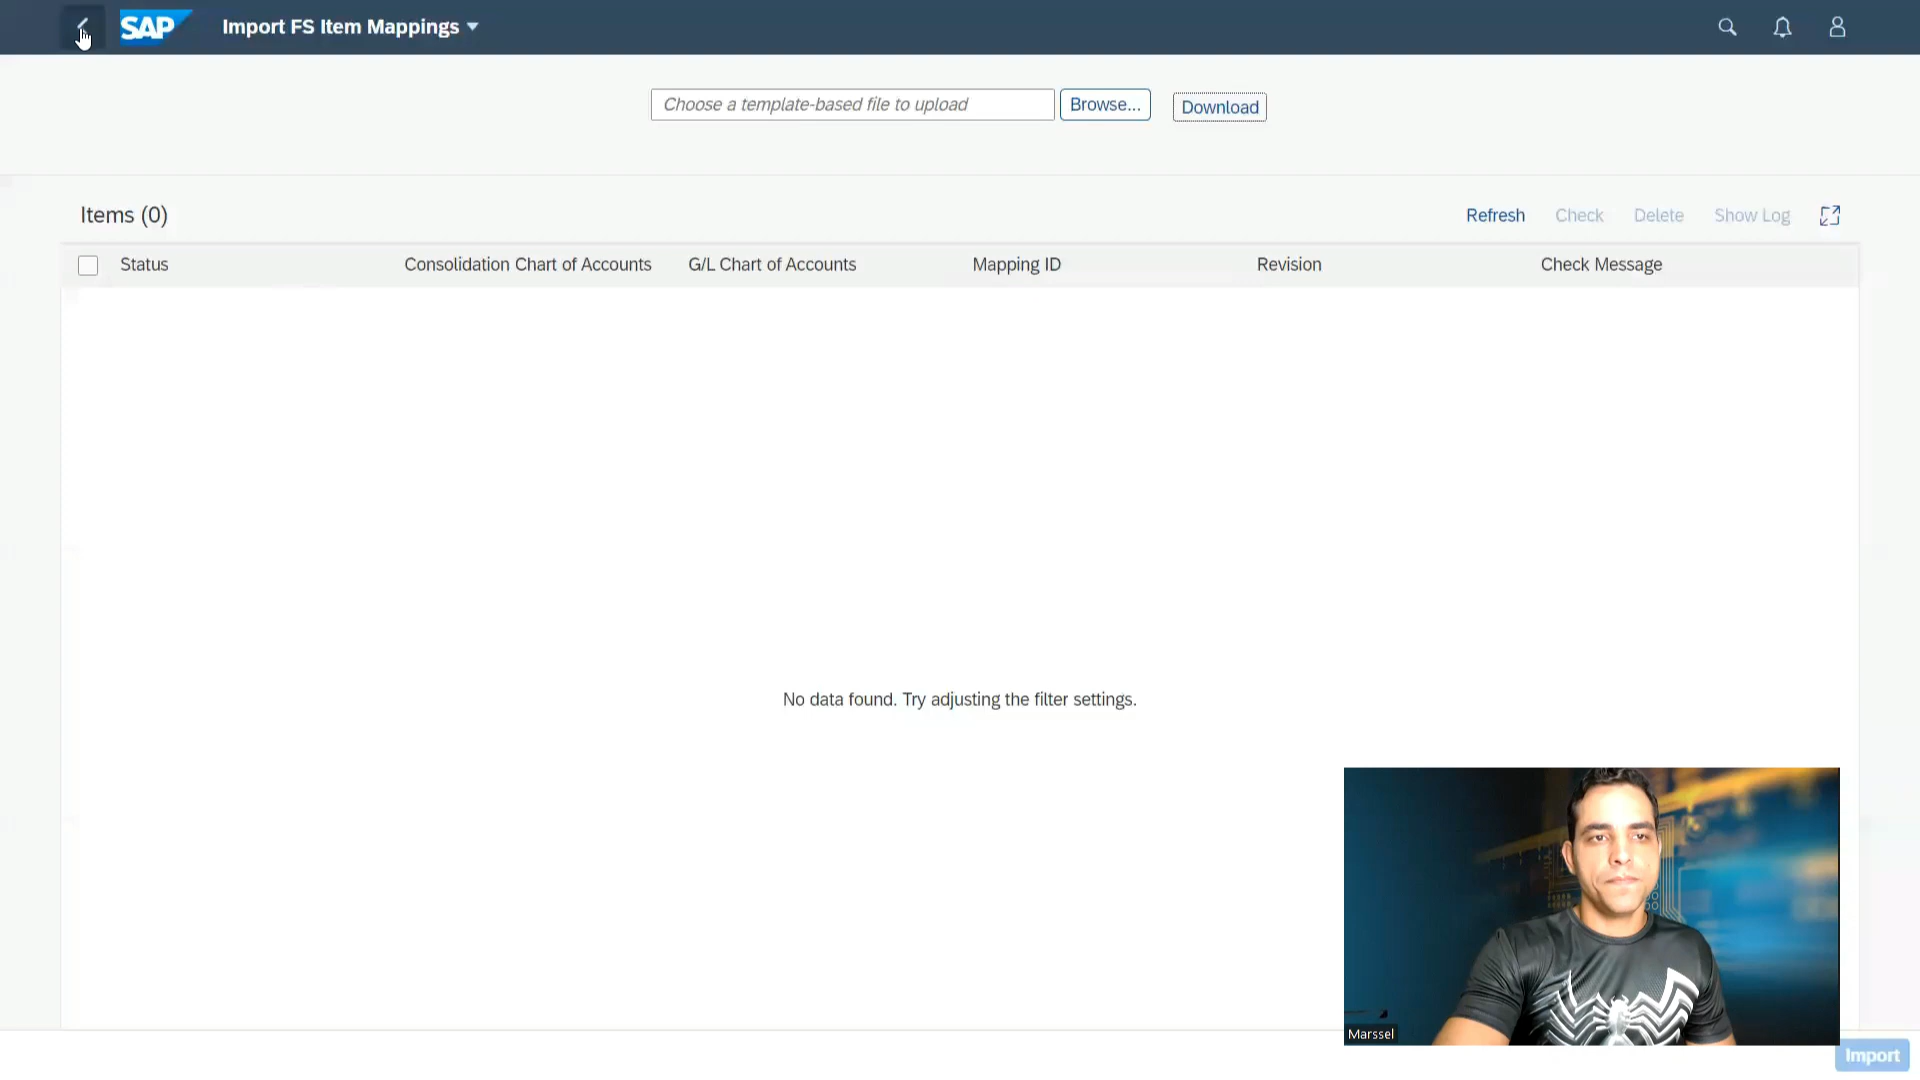 SAP Import FS Item Mappings
Choose a template-based file to upload Browse... Download
Items (0) Refresh Check Delete Show Log
Status Consolidation Chart of Accounts G/L Chart of Accounts Mapping ID Revision Check Message
No data found. Try adjusting the filter settings.
Marssel
Import